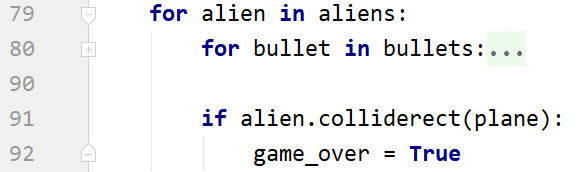 79 for alien in aliens:
80 for bullet in bullets:...
90
91 if alien.colliderect(plane):
92 game_over = True